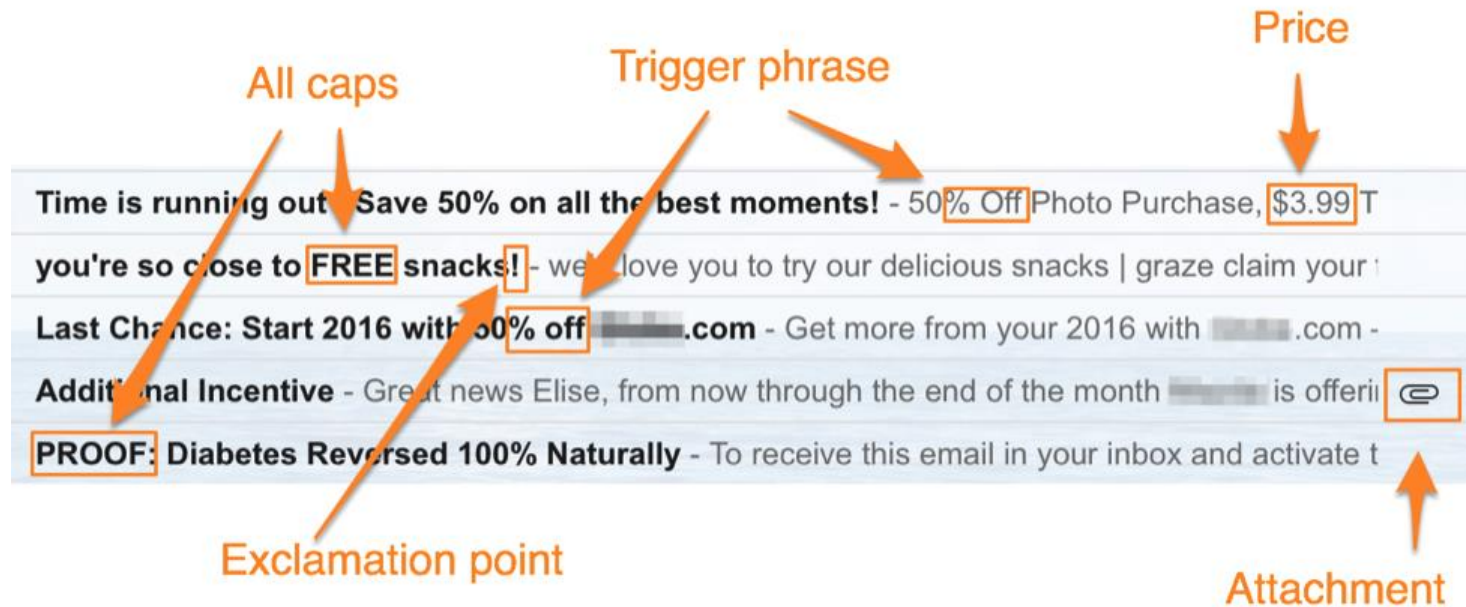 Price
Trigger phrase
All caps
Time is running out! Save 50% on all the best moments! - 50% Off Photo Purchase, $3.99 T
you're so close to FREE snacks! - we'd love you to try our delicious snacks | graze claim your
Last Chance: Start 2016 with 50% off .com - Get more from your 2016 with .com -
Additional Incentive - Great news Elise, from now through the end of the month is offeri
PROOF: Diabetes Reversed 100% Naturally - To receive this email in your inbox and activate t
Exclamation point
Attachment